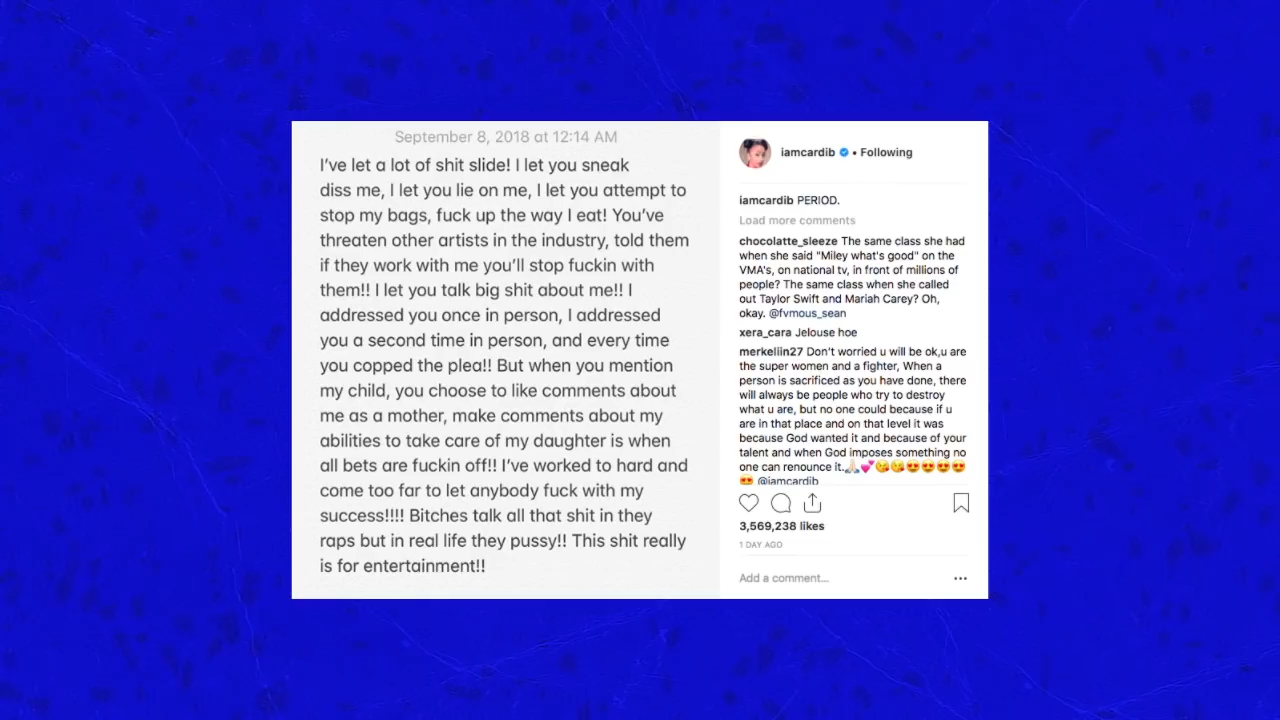 September 8, 2018 at 12:14 AM
I've let a lot of shit slide! I let you sneak
diss me, I let you lie on me, I let you attempt to
stop my bags, fuck up the way I eat! You've
threaten other artists in the industry, told them
if they work with me you'll stop fuckin with
them!! I let you talk big shit about me!! I
addressed you once in person, I addressed
you a second time in person, and every time
you copped the plea!! But when you mention
my child, you choose to like comments about
me as a mother, make comments about my
abilities to take care of my daughter is when
all bets are fuckin off!! I've worked to hard and
come too far to let anybody fuck with my
success!!!! Bitches talk all that shit in they
raps but in real life they pussy!! This shit really
is for entertainment!!
iamcardib • Following
iamcardib PERIOD.
Load more comments
chocolatte_sleeze The same class she had
when she said "Miley what's good" on the
VMA's, on national tv, in front of millions of
people? The same class when she called
out Taylor Swift and Mariah Carey? Oh,
okay. @fvmous_sean
xera_cara Jelouse hoe
merkeliin27 Don't worried u will be ok,u are
the super women and a fighter, When a
person is sacrificed as you have done, there
will always be people who try to destroy
what u are, but no one could because if u
are in that place and on that level it was
because God wanted it and because of your
talent and when God imposes something no
one can renounce it.🙏🏻💕😘😘😍😍😍😍
😍 @iamcardib
3,569,238 likes
1 DAY AGO
Add a comment...